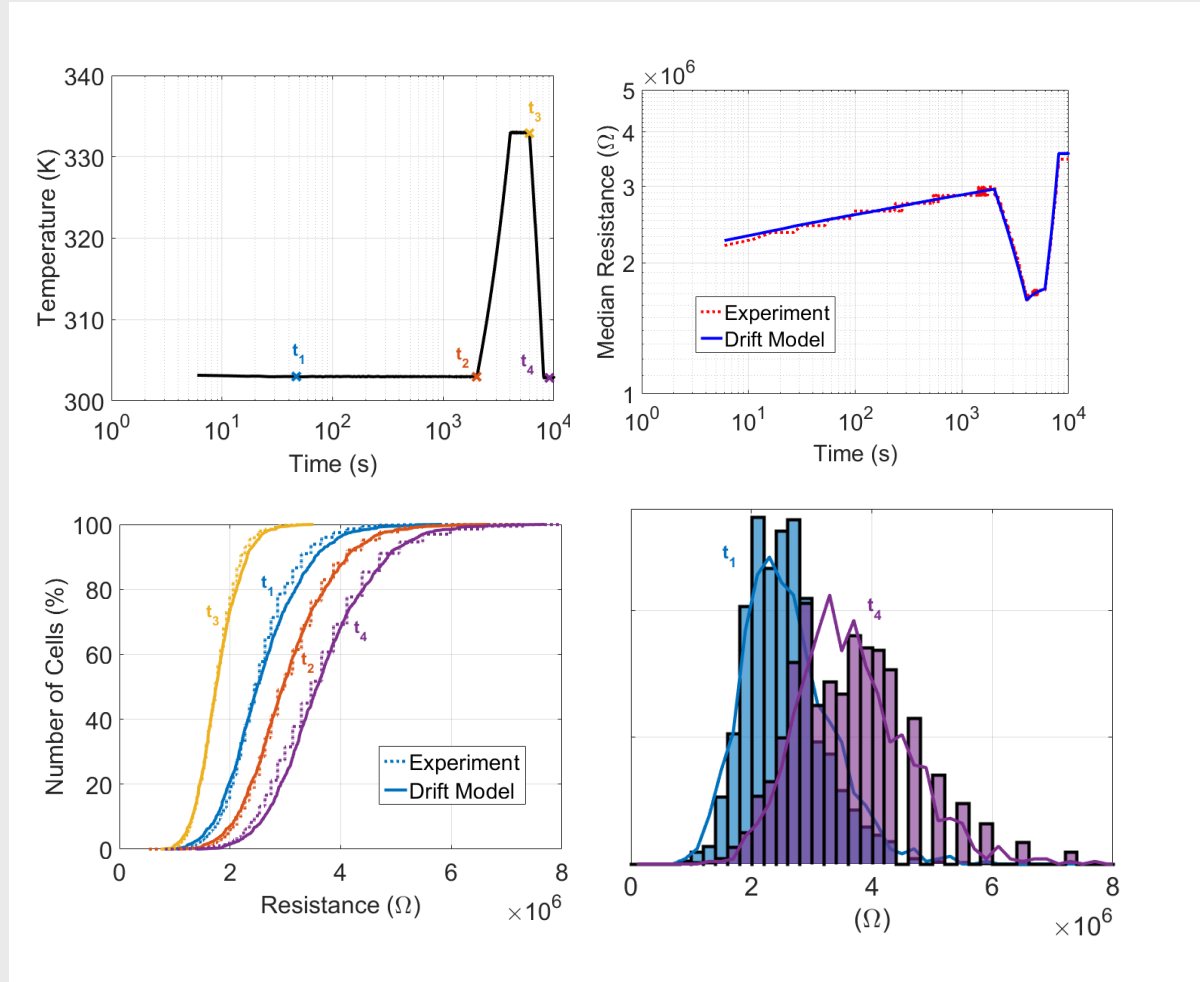 340
330
320
310
300
Temperature (K)
t3
t1
t2
t4
10^0
10^1
10^2
10^3
10^4
Time (s)
×10^6
5
4
3
2
1
Median Resistance (Ω)
Experiment
Drift Model
10^0
10^1
10^2
10^3
10^4
Time (s)
100
80
60
40
20
0
Number of Cells (%)
t3
t1
t2
t4
Experiment
Drift Model
0
2
4
6
8
Resistance (Ω)
×10^6
t1
t4
0
2
4
6
8
(Ω)
×10^6